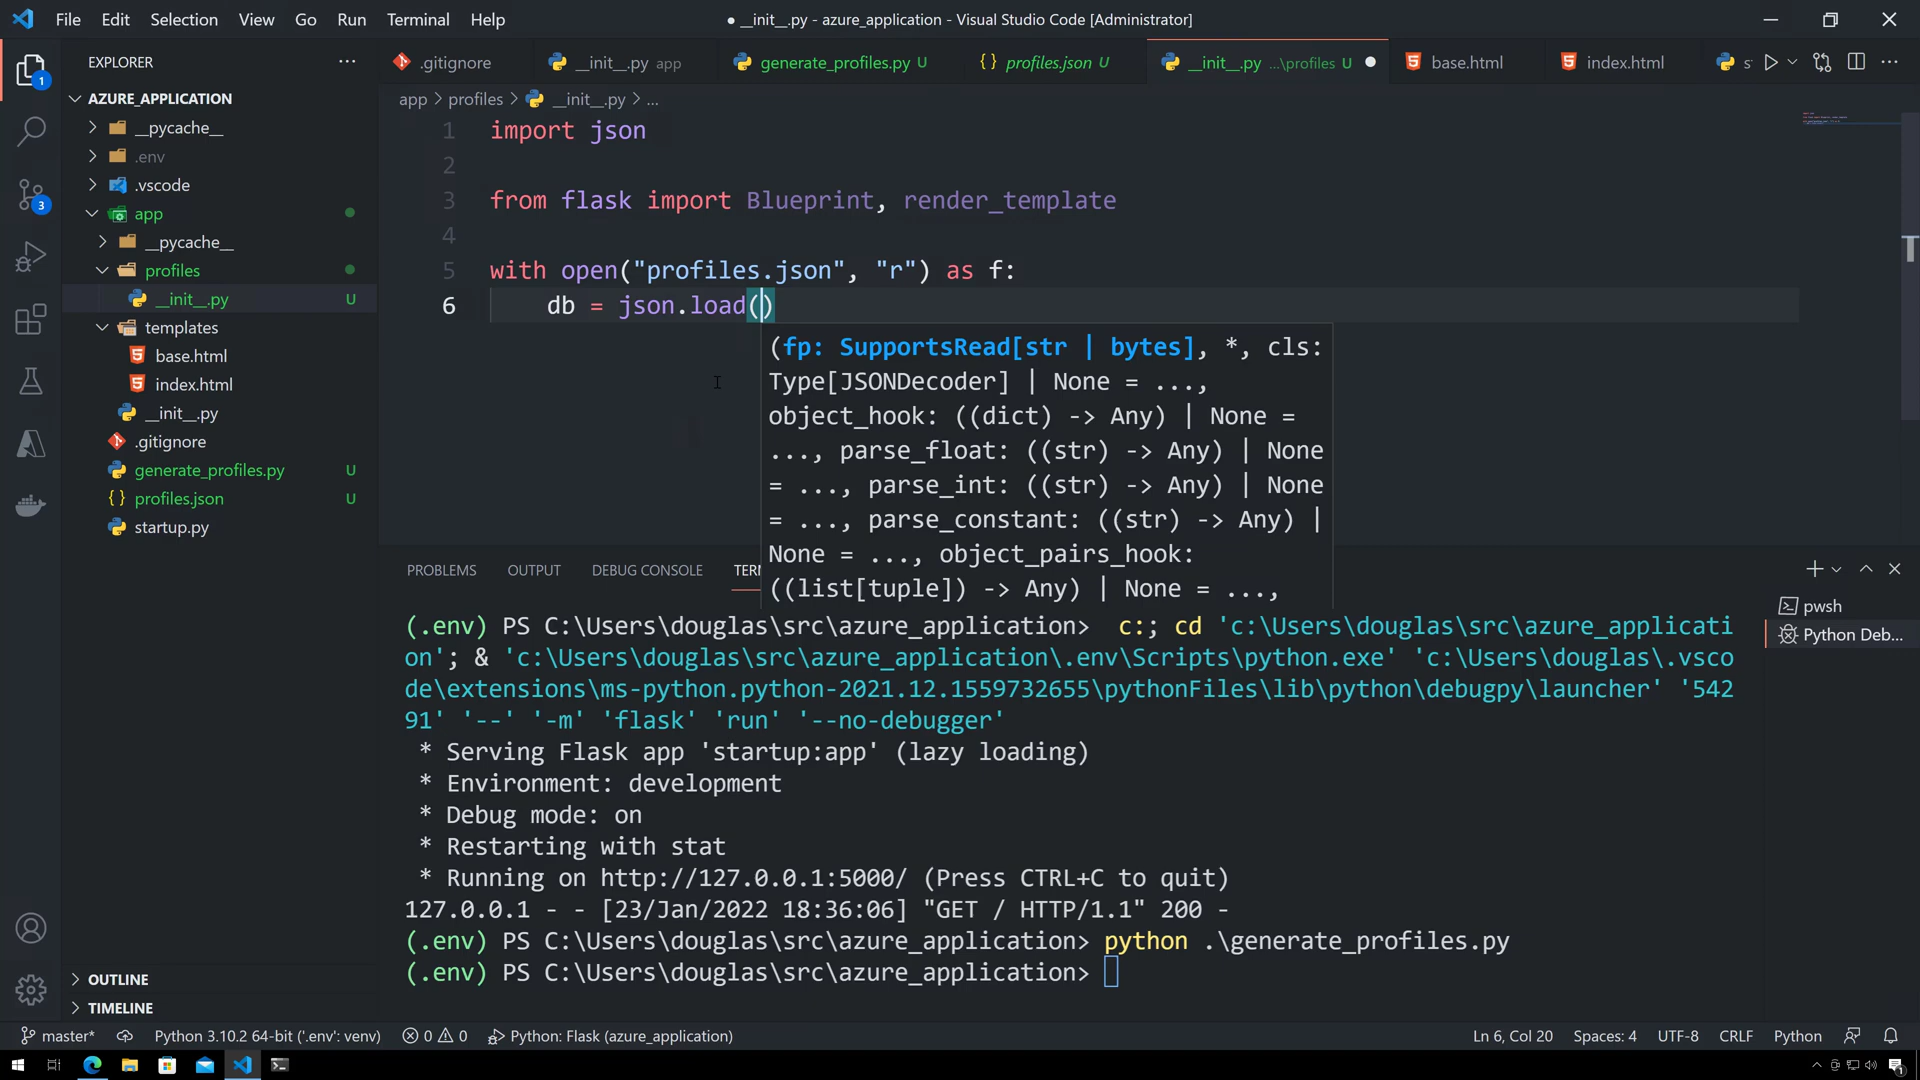 File Edit Selection View Go Run Terminal Help
● __init__.py - azure_application - Visual Studio Code [Administrator]
EXPLORER
.gitignore
__init__.py app
generate_profiles.py U
{} profiles.json U
__init__.py ...\profiles U
base.html
index.html
s
1
AZURE_APPLICATION
app > profiles > __init__.py > ...
__pycache__
.env
.vscode
3
app
__pycache__
profiles
__init__.py U
templates
base.html
index.html
__init__.py
.gitignore
generate_profiles.py U
{} profiles.json U
startup.py
1 import json
2
3 from flask import Blueprint, render_template
4
5 with open("profiles.json", "r") as f:
6     db = json.load()
(fp: SupportsRead[str | bytes], *, cls:
Type[JSONDecoder] | None = ...,
object_hook: ((dict) -> Any) | None =
..., parse_float: ((str) -> Any) | None
= ..., parse_int: ((str) -> Any) | None
= ..., parse_constant: ((str) -> Any) |
None = ..., object_pairs_hook:
((list[tuple]) -> Any) | None = ...,
PROBLEMS OUTPUT DEBUG CONSOLE TER
pwsh
Python Deb...
(.env) PS C:\Users\douglas\src\azure_application>  c:; cd 'c:\Users\douglas\src\azure_applicati
on'; & 'c:\Users\douglas\src\azure_application\.env\Scripts\python.exe' 'c:\Users\douglas\.vsco
de\extensions\ms-python.python-2021.12.1559732655\pythonFiles\lib\python\debugpy\launcher' '542
91' '--' '-m' 'flask' 'run' '--no-debugger'
* Serving Flask app 'startup:app' (lazy loading)
* Environment: development
* Debug mode: on
* Restarting with stat
* Running on http://127.0.0.1:5000/ (Press CTRL+C to quit)
127.0.0.1 - - [23/Jan/2022 18:36:06] "GET / HTTP/1.1" 200 -
(.env) PS C:\Users\douglas\src\azure_application> python .\generate_profiles.py
(.env) PS C:\Users\douglas\src\azure_application>
OUTLINE
TIMELINE
master* Python 3.10.2 64-bit ('.env': venv) 0 0 Python: Flask (azure_application)
Ln 6, Col 20 Spaces: 4 UTF-8 CRLF Python